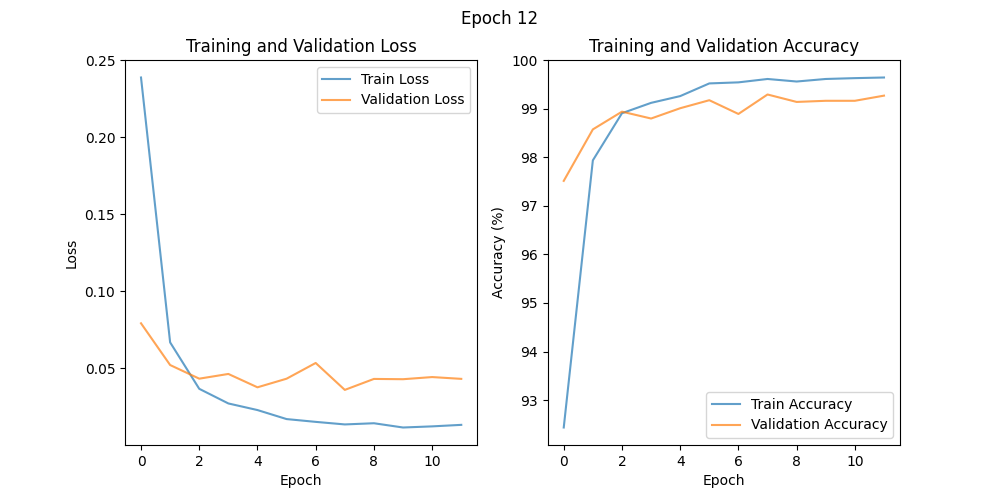 Epoch 12
Training and Validation Loss
0.25
0.20
0.15
0.10
0.05
Loss
Train Loss
Validation Loss
0 2 4 6 8 10
Epoch
Training and Validation Accuracy
100
99
98
97
96
95
94
93
Accuracy (%)
Train Accuracy
Validation Accuracy
0 2 4 6 8 10
Epoch